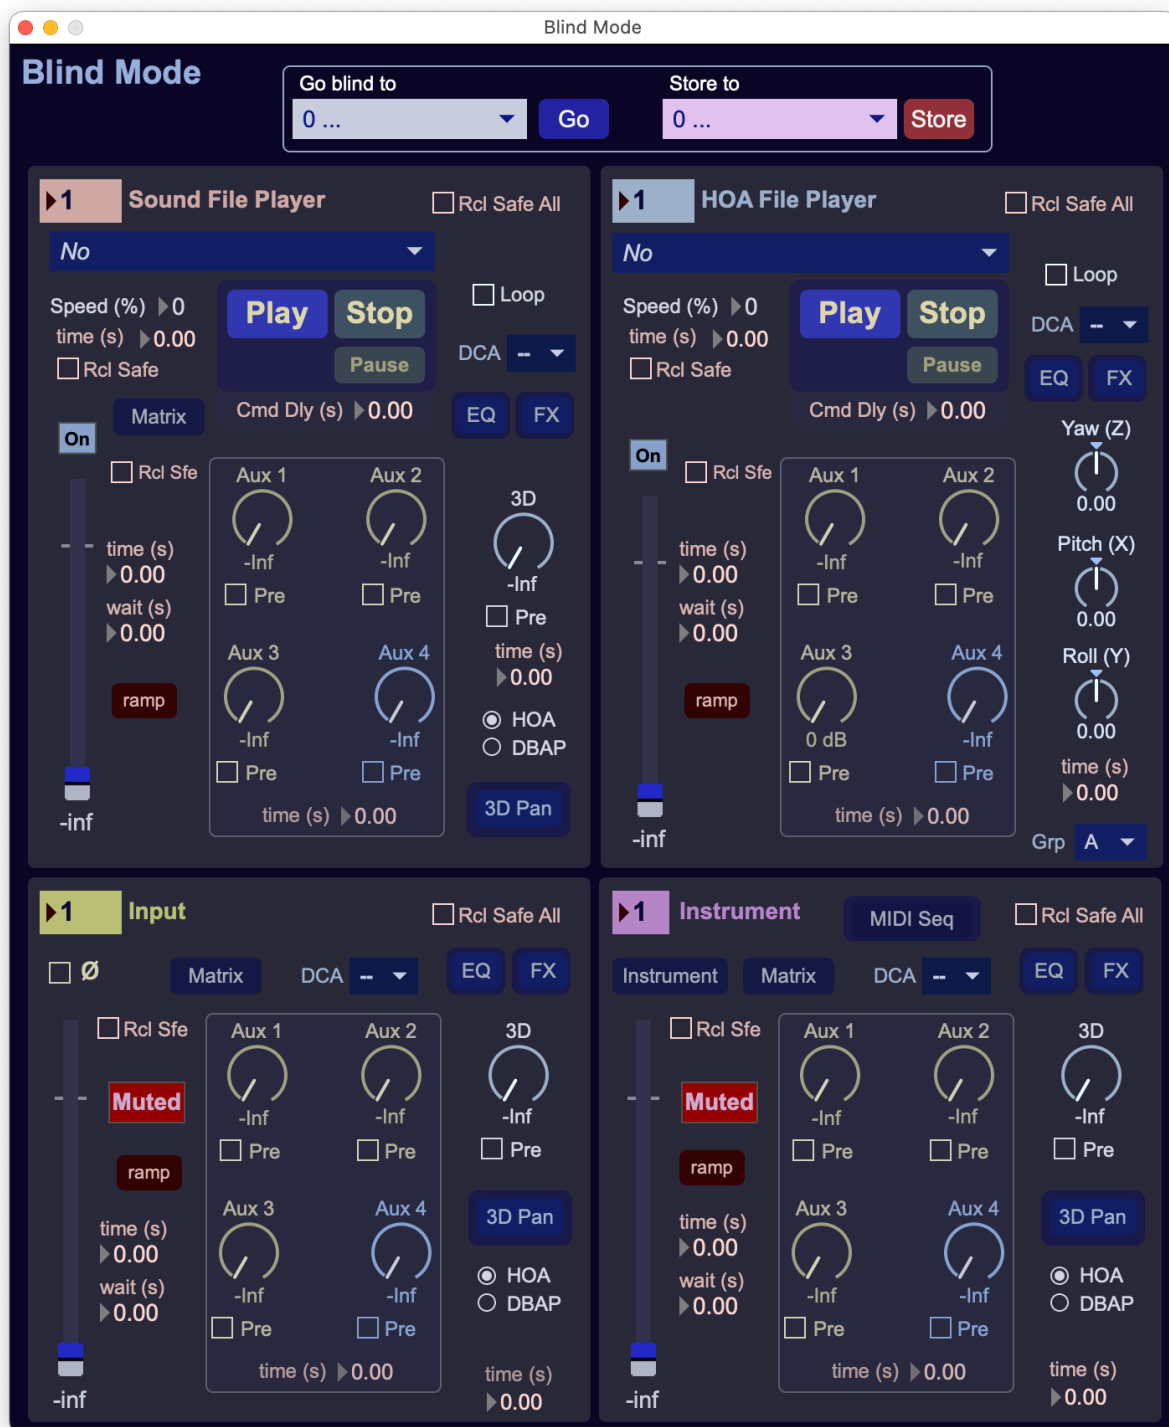 Blind Mode
Blind Mode
Go blind to
Store to
0 ...
Go
0 ...
Store
1
Sound File Player
Rcl Safe All
No
Speed (%) 0
time (s) 0.00
Rcl Safe
Play
Stop
Pause
Loop
DCA --
Matrix
Cmd Dly (s) 0.00
EQ
FX
On
Rcl Sfe
time (s)
0.00
wait (s)
0.00
ramp
-inf
Aux 1
Aux 2
-Inf
-Inf
Pre
Pre
Aux 3
Aux 4
-Inf
-Inf
Pre
Pre
time (s) 0.00
3D
-Inf
Pre
time (s)
0.00
HOA
DBAP
3D Pan
1
HOA File Player
Rcl Safe All
No
Loop
Speed (%) 0
time (s) 0.00
Rcl Safe
Play
Stop
Pause
DCA --
EQ
FX
Cmd Dly (s) 0.00
On
Rcl Sfe
time (s)
0.00
wait (s)
0.00
ramp
-inf
Aux 1
Aux 2
-Inf
-Inf
Pre
Pre
Aux 3
Aux 4
0 dB
-Inf
Pre
Pre
time (s) 0.00
Yaw (Z)
0.00
Pitch (X)
0.00
Roll (Y)
0.00
time (s)
0.00
Grp A
1
Input
Rcl Safe All
Ø
Matrix
DCA --
EQ
FX
Rcl Sfe
Muted
ramp
time (s)
0.00
wait (s)
0.00
-inf
Aux 1
Aux 2
-Inf
-Inf
Pre
Pre
Aux 3
Aux 4
-Inf
-Inf
Pre
Pre
time (s) 0.00
3D
-Inf
Pre
3D Pan
HOA
DBAP
time (s)
0.00
1
Instrument
MIDI Seq
Rcl Safe All
Instrument
Matrix
DCA --
EQ
FX
Rcl Sfe
Muted
ramp
time (s)
0.00
wait (s)
0.00
-inf
Aux 1
Aux 2
-Inf
-Inf
Pre
Pre
Aux 3
Aux 4
-Inf
-Inf
Pre
Pre
time (s) 0.00
3D
-Inf
Pre
3D Pan
HOA
DBAP
time (s)
0.00